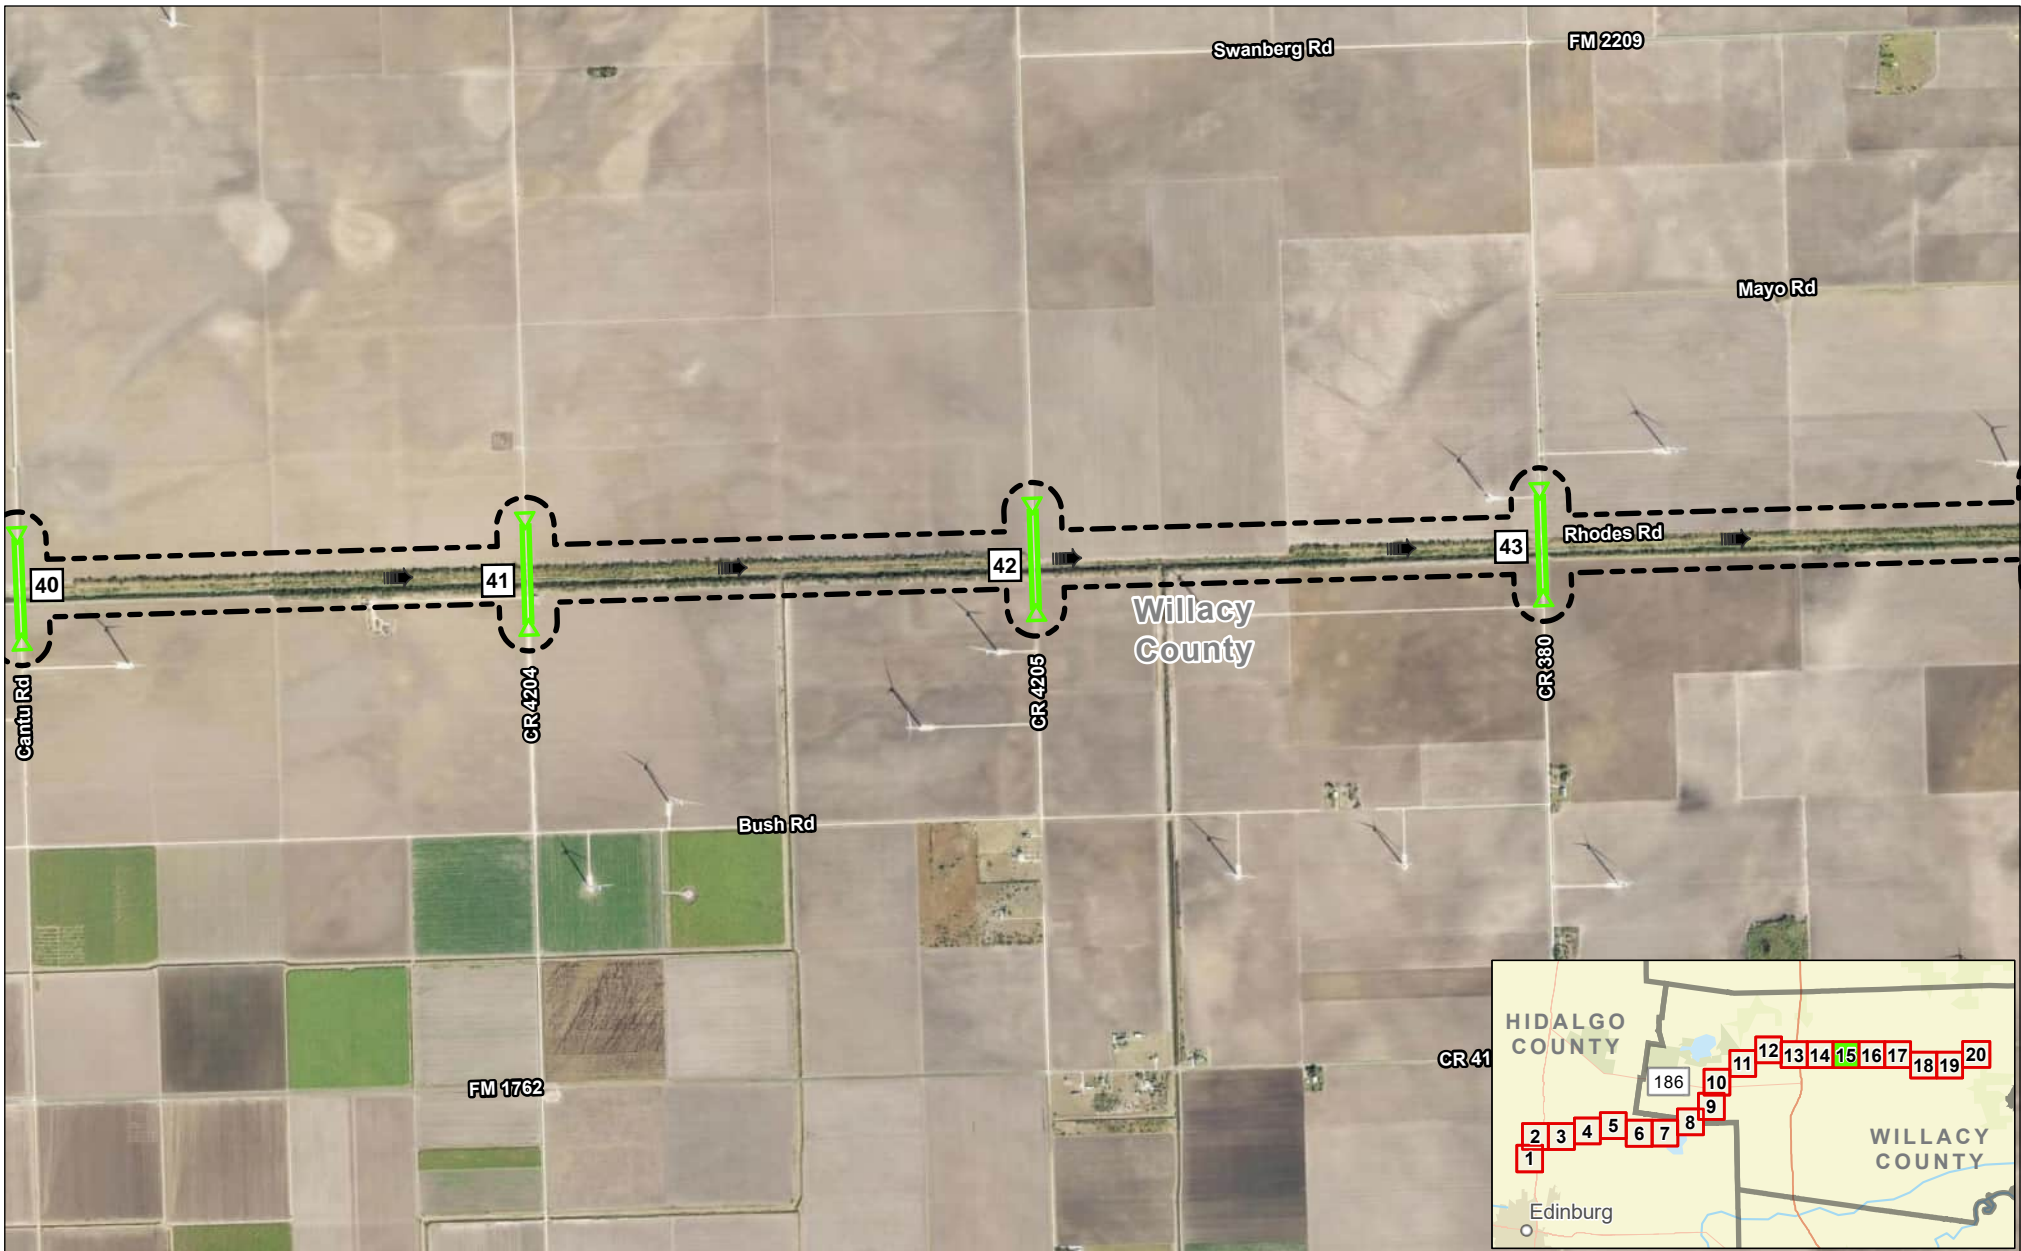 Swanberg Rd
FM 2209
Mayo Rd
Rhodes Rd
40
41
42
43
Willacy
County
Cantu Rd
CR 4204
CR 4205
CR 380
Bush Rd
FM 1762
CR 41
HIDALGO
COUNTY
186
1
2
3
4
5
6
7
8
9
10
11
12
13
14
15
16
17
18
19
20
WILLACY
COUNTY
Edinburg